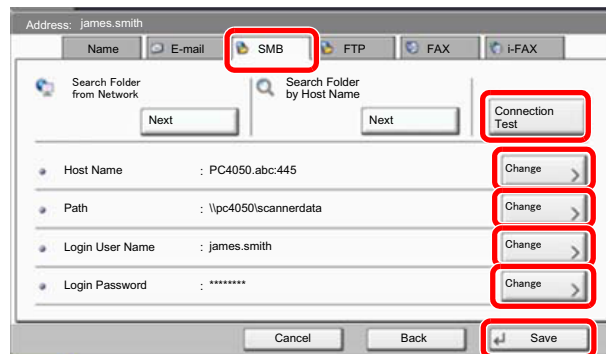 Address: james.smith
Name E-mail SMB FTP FAX i-FAX
Search Folder
from Network
Next
Search Folder
by Host Name
Next
Connection
Test
Host Name : PC4050.abc:445 Change
Path : \\pc4050\scannerdata Change
Login User Name : james.smith Change
Login Password : ******** Change
Cancel Back Save